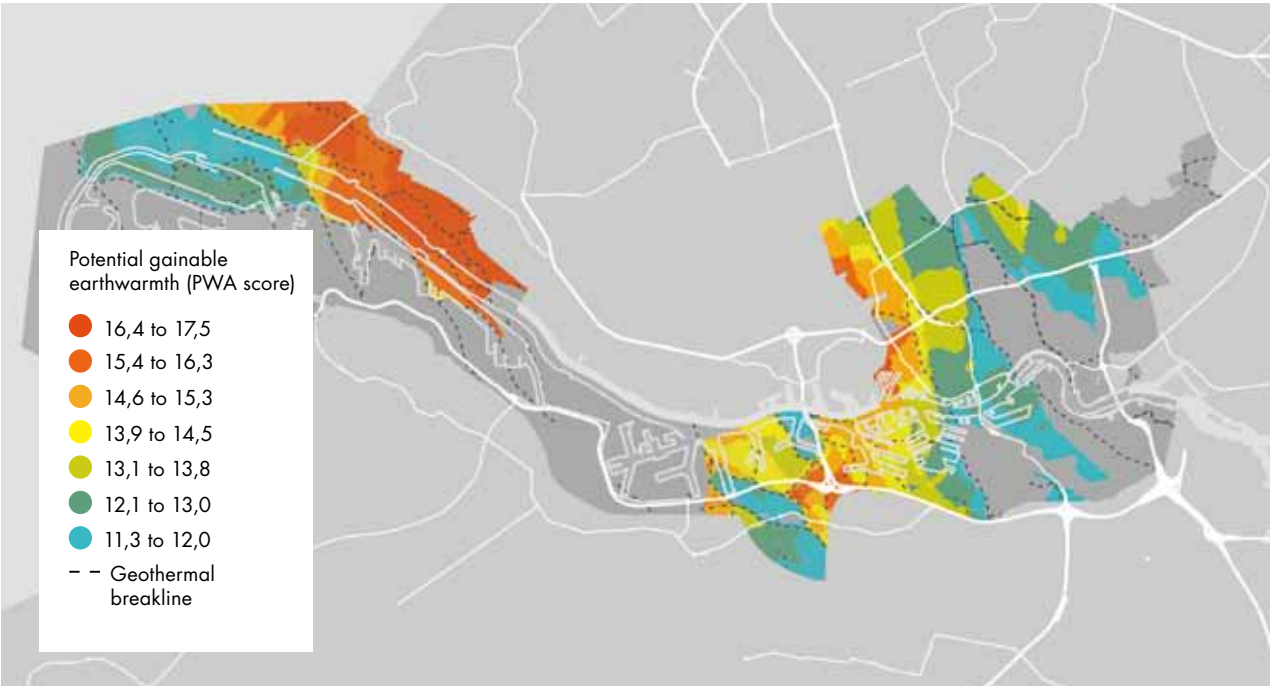 Potential gainable
earthwarmth (PWA score)
16,4 to 17,5
15,4 to 16,3
14,6 to 15,3
13,9 to 14,5
13,1 to 13,8
12,1 to 13,0
11,3 to 12,0
Geothermal
breakline